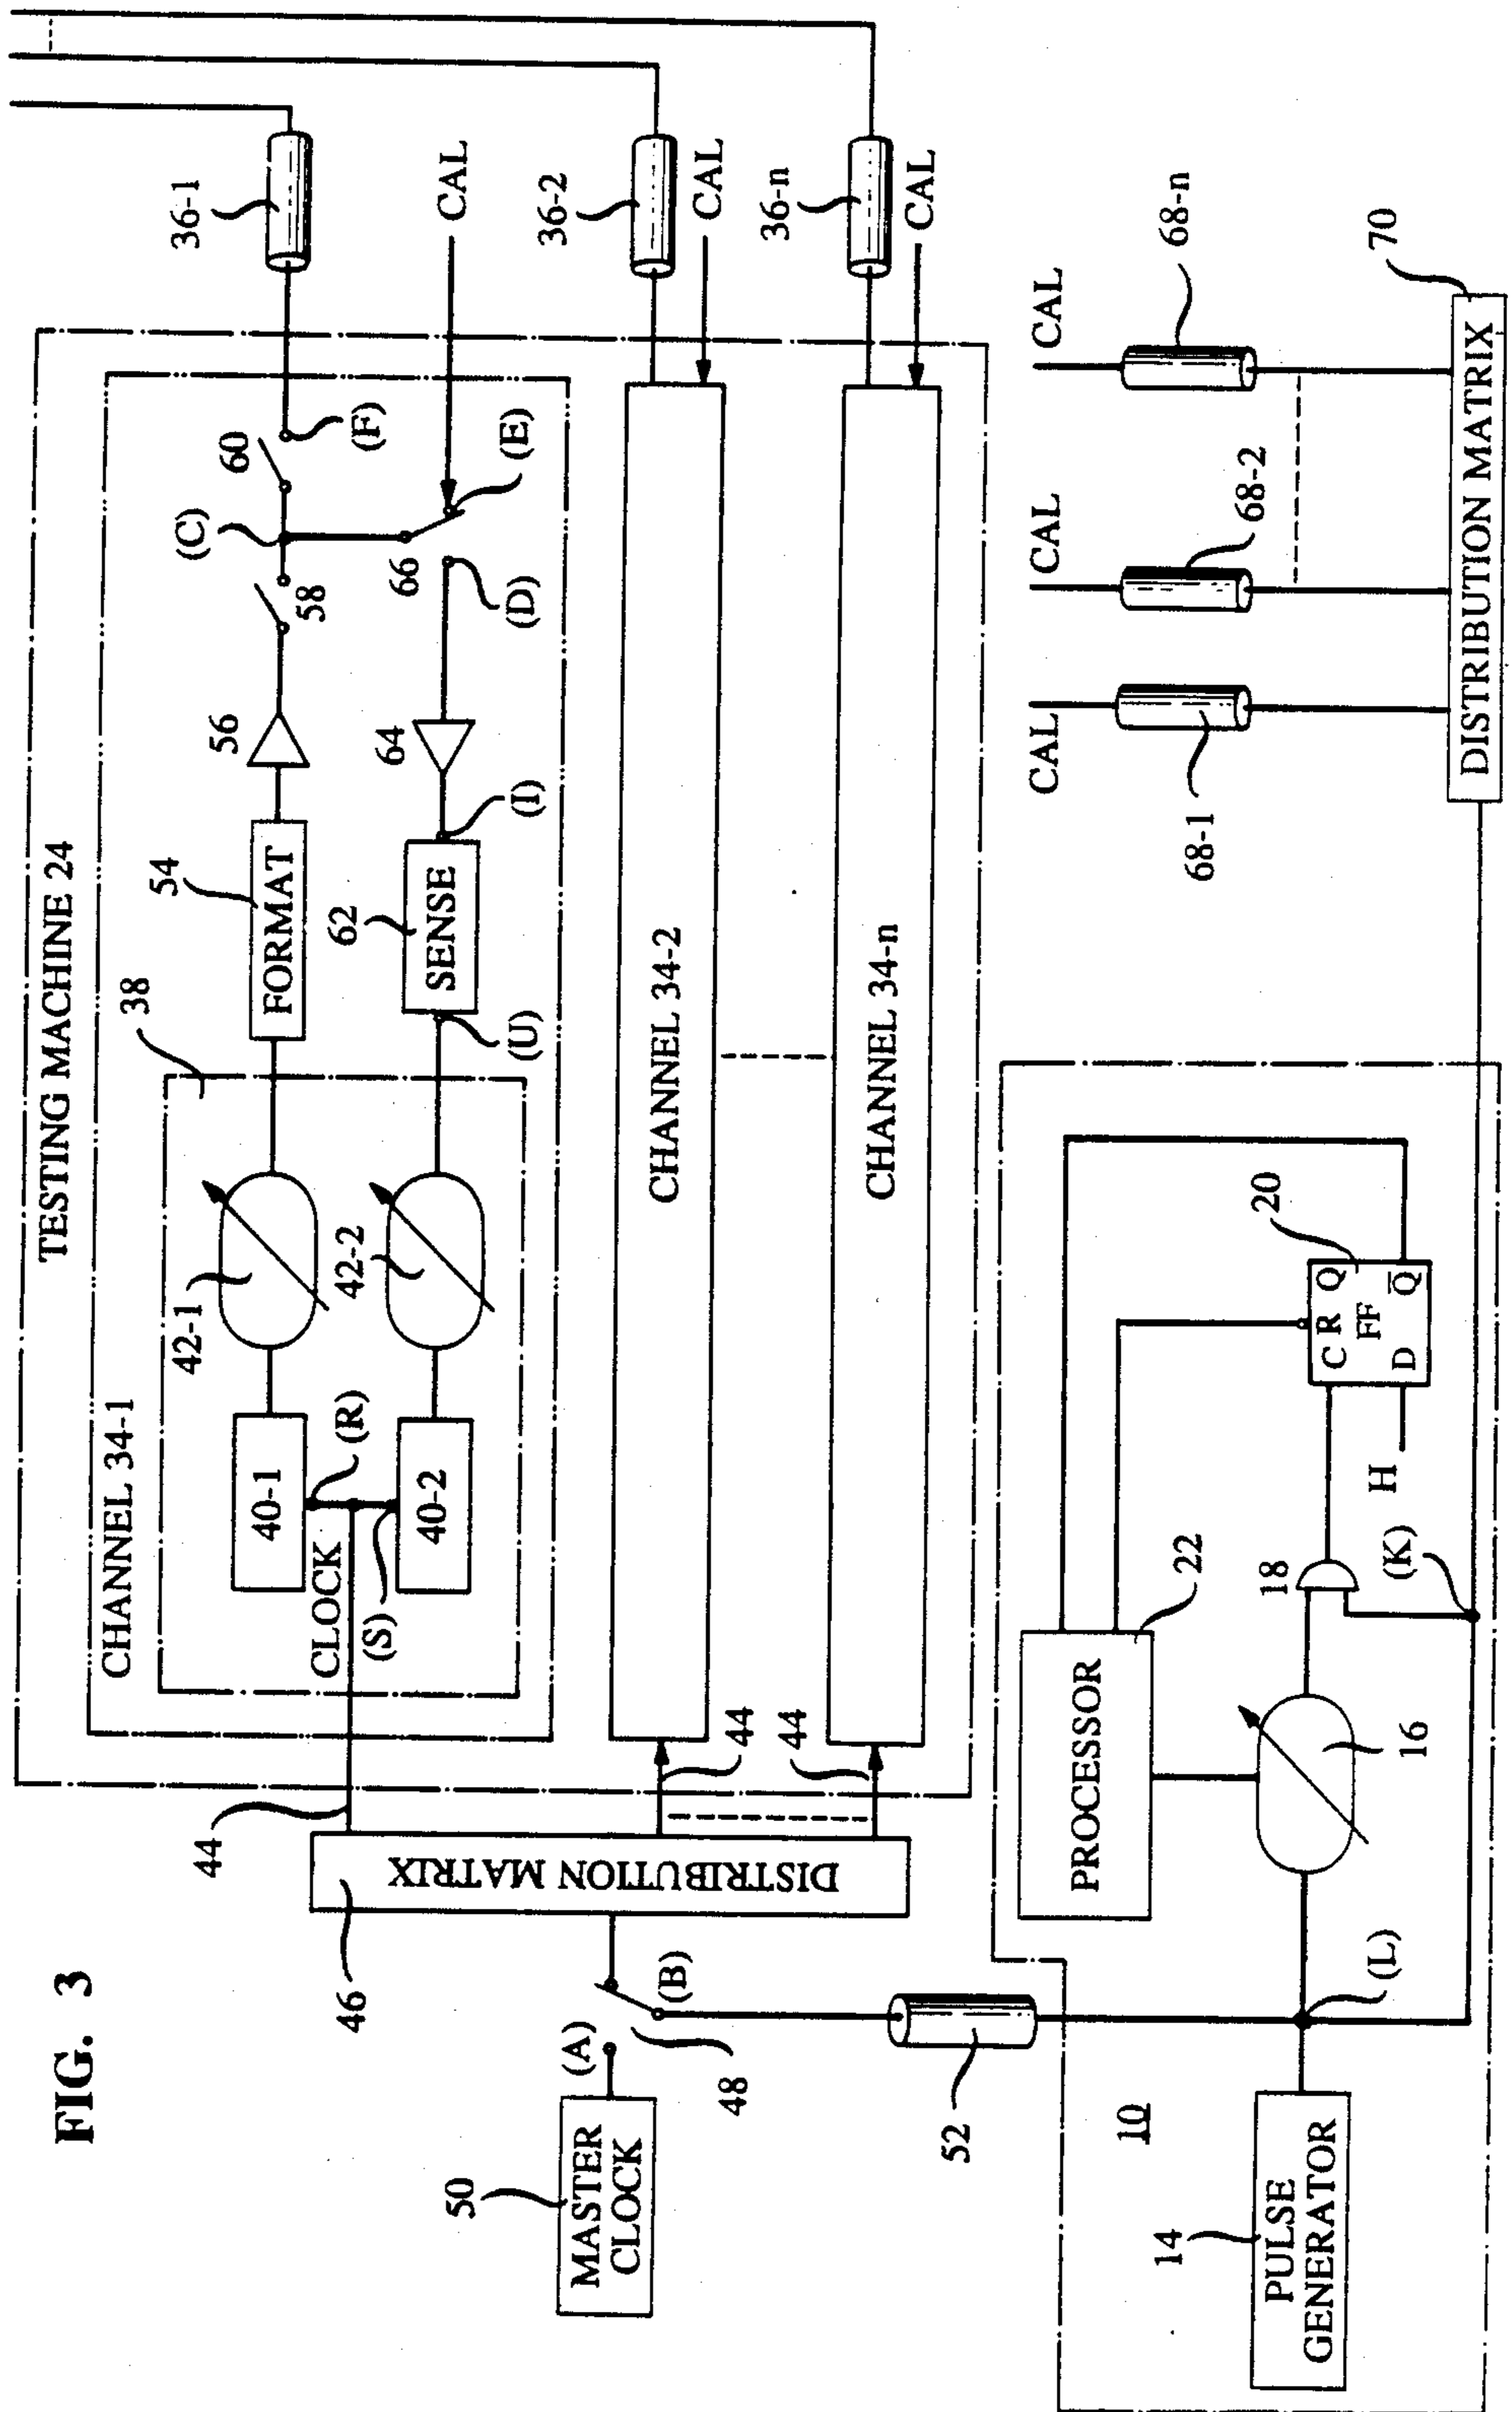 FIG. 3
TESTING MACHINE 24
CHANNEL 34-1
38
42-1
54
FORMAT
56
58
(C)
60
(F)
36-1
40-1
(R)
CLOCK
(S)
40-2
42-2
62
SENSE
(U)
(I)
64
(D)
66
(E)
CAL
44
46
DISTRIBUTION MATRIX
44
CHANNEL 34-2
36-2
CAL
44
CHANNEL 34-n
36-n
CAL
50
MASTER
CLOCK
(A)
(B)
48
52
10
14
PULSE
GENERATOR
(L)
PROCESSOR
22
16
18
(K)
H
20
C R Q
FF
D Q̅
CAL
68-1
CAL
68-2
CAL
68-n
70
DISTRIBUTION MATRIX